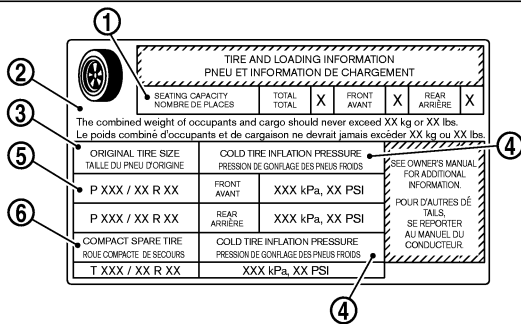 1
TIRE AND LOADING INFORMATION
PNEU ET INFORMATION DE CHARGEMENT
2
SEATING CAPACITY
NOMBRE DE PLACES
TOTAL
TOTAL
X
FRONT
AVANT
X
REAR
ARRIÈRE
X
The combined weight of occupants and cargo should never exceed XX kg or XX lbs.
Le poids combiné d'occupants et de cargaison ne devrait jamais excéder XX kg ou XX lbs.
3
ORIGINAL TIRE SIZE
TAILLE DU PNEU D'ORIGINE
COLD TIRE INFLATION PRESSURE
PRESSION DE GONFLAGE DES PNEUS FROIDS
4
5
P XXX / XX R XX
FRONT
AVANT
XXX kPa, XX PSI
P XXX / XX R XX
REAR
ARRIÈRE
XXX kPa, XX PSI
SEE OWNER'S MANUAL
FOR ADDITIONAL
INFORMATION.
POUR D'AUTRES DÉ
TAILS,
SE REPORTER
AU MANUEL DU
CONDUCTEUR.
6
COMPACT SPARE TIRE
ROUE COMPACTE DE SECOURS
COLD TIRE INFLATION PRESSURE
PRESSION DE GONFLAGE DES PNEUS FROIDS
T XXX / XX R XX
XXX kPa, XX PSI
4